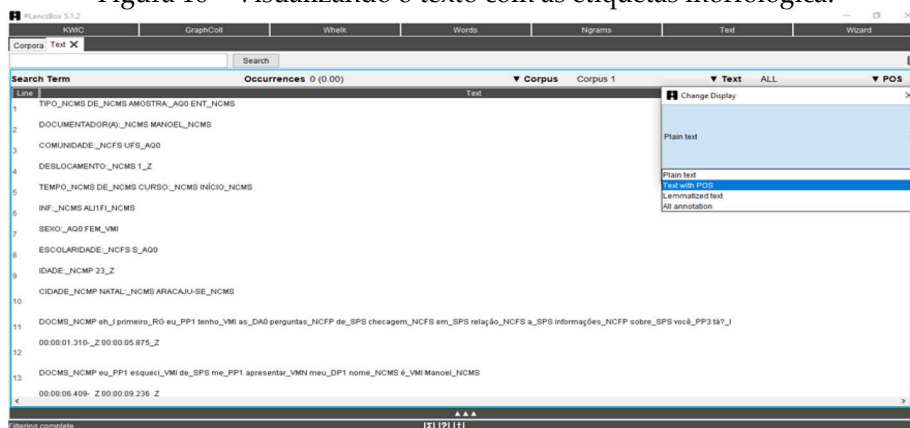 Figura 10 – Visualizando o texto com as etiquetas morfológica.
#LancsBox 5.1.2
KWIC GraphColl Whelk Words Ngrams Text Wizard
Corpora Text X
Search
Search Term Occurrences 0 (0.00) ▼ Corpus Corpus 1 ▼ Text ALL ▼ POS
Line Text
Change Display
Plain text
Plain text
Text with POS
Lemmatized text
All annotation
1 TIPO_NCMS DE_NCMS AMOSTRA:_AQ0 ENT_NCMS
2 DOCUMENTADOR(A):_NCMS MANOEL_NCMS
3 COMUNIDADE:_NCFS UFS_AQ0
4 DESLOCAMENTO:_NCMS 1_Z
5 TEMPO_NCMS DE_NCMS CURSO:_NCMS INÍCIO_NCMS
6 INF:_NCMS ALI1FI_NCMS
7 SEXO:_AQ0 FEM_VMI
8 ESCOLARIDADE:_NCFS S_AQ0
9 IDADE:_NCMP 23_Z
10 CIDADE_NCMP NATAL:_NCMS ARACAJU-SE_NCMS
11 DOCMS_NCMP eh_I primeiro_RG eu_PP1 tenho_VMI as_DA0 perguntas_NCFP de_SPS checagem_NCFS em_SPS relação_NCFS a_SPS informações_NCFP sobre_SPS você_PP3 tá?_I
12 00:00:01.310-_Z 00:00:05.875_Z
13 DOCMS_NCMP eu_PP1 esqueci_VMI de_SPS me_PP1 apresentar_VMN meu_DP1 nome_NCMS é_VMI Manoel_NCMS
00:00:06.409-_Z 00:00:09.236_Z
▲▲▲
Filtering complete